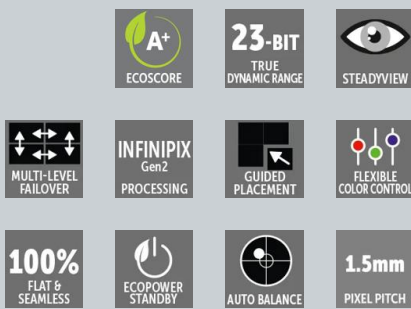 A+
ECOSCORE
23-BIT
TRUE
DYNAMIC RANGE
STEADYVIEW
MULTI-LEVEL
FAILOVER
INFINIPIX
Gen2
PROCESSING
GUIDED
PLACEMENT
FLEXIBLE
COLOR CONTROL
100%
FLAT &
SEAMLESS
ECOPOWER
STANDBY
AUTO BALANCE
1.5mm
PIXEL PITCH